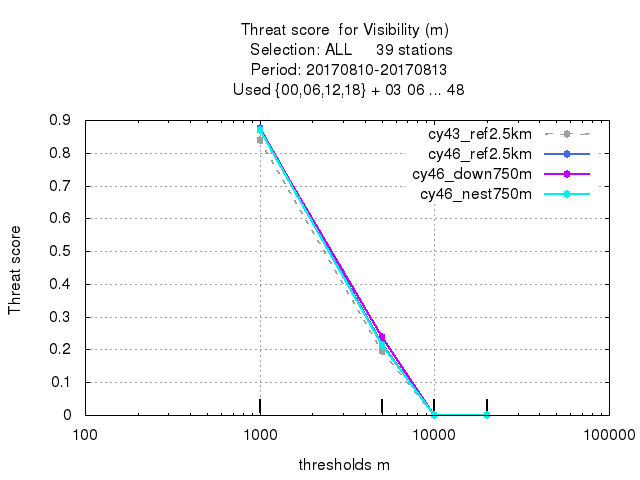 Threat score  for Visibility (m)
Selection: ALL     39 stations
Period: 20170810-20170813
Used {00,06,12,18} + 03 06 ... 48
cy43_ref2.5km
cy46_ref2.5km
cy46_down750m
cy46_nest750m
Threat score
0.9
0.8
0.7
0.6
0.5
0.4
0.3
0.2
0.1
0
100
1000
10000
100000
thresholds m